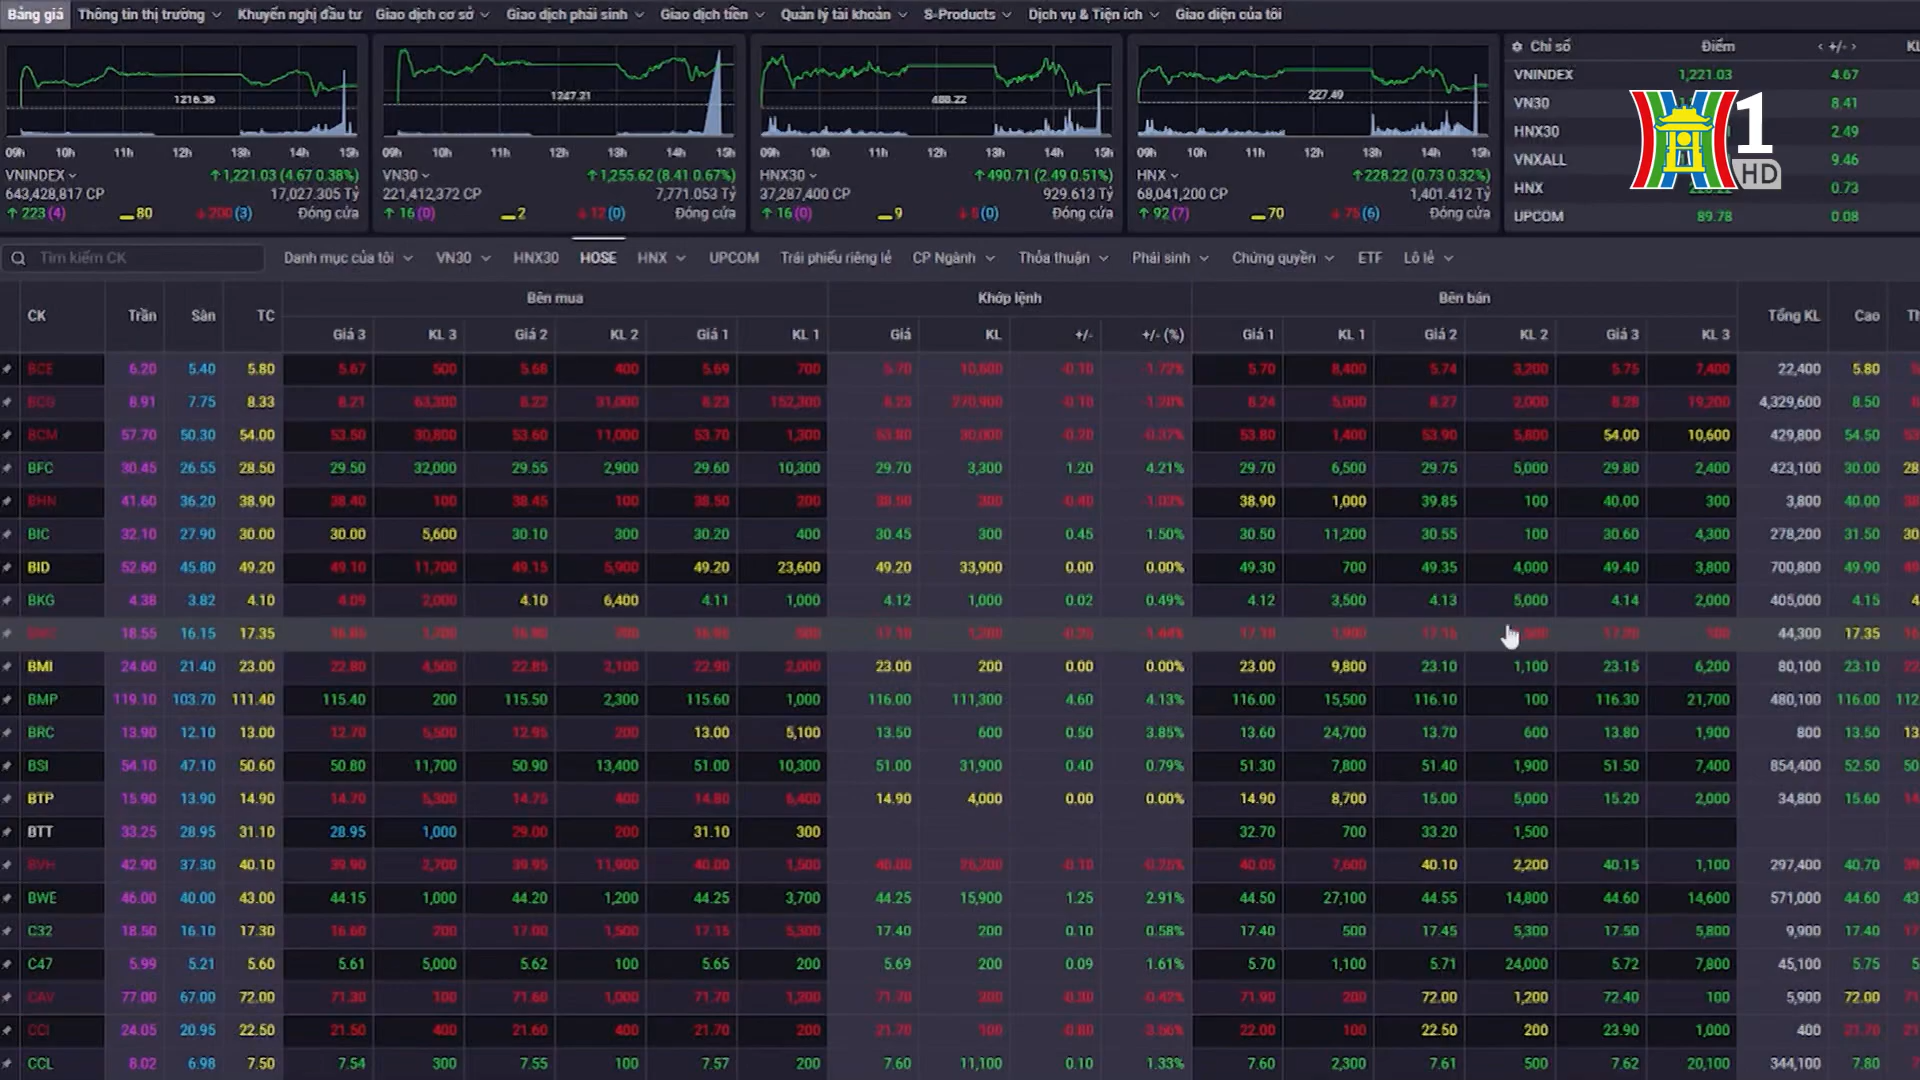 Bảng giá Thông tin thị trường Khuyến nghị đầu tư Giao dịch cơ sở Giao dịch phái sinh Giao dịch tiền Quản lý tài khoản S-Products Dịch vụ & Tiện ích Giao diện của tôi
1216.36 1247.21 488.22 227.49
09h 10h 11h 12h 13h 14h 15h 09h 10h 11h 12h 13h 14h 15h 09h 10h 11h 12h 13h 14h 15h 09h 10h 11h 12h 13h 14h 15h
VNINDEX 1,221.03 (4.67 0.38%) VN30 1,255.62 (8.41 0.67%) HNX30 490.71 (2.49 0.51%) HNX 228.22 (0.73 0.32%)
643,428,817 CP 17,027.305 Tỷ 221,412,372 CP 7,771.053 Tỷ 37,287,400 CP 929.613 Tỷ 68,041,200 CP 1,401.412 Tỷ
223 (4) 80 200 (3) Đóng cửa 16 (0) 2 12 (0) Đóng cửa 16 (0) 9 (0) Đóng cửa 92 (7) 70 75 (6) Đóng cửa
Chỉ số Điểm +/-
VNINDEX 1,221.03 4.67
VN30 8.41
HNX30 2.49
VNXALL 9.46
HNX 0.73
UPCOM 89.78 0.08
1 HD
Tìm kiếm CK Danh mục của tôi VN30 HNX30 HOSE HNX UPCOM Trái phiếu riêng lẻ CP Ngành Thỏa thuận Phái sinh Chứng quyền ETF Lô lẻ
CK Trần Sàn TC Bên mua Khớp lệnh Bên bán Tổng KL Cao
Giá 3 KL 3 Giá 2 KL 2 Giá 1 KL 1 Giá KL +/- +/- (%) Giá 1 KL 1 Giá 2 KL 2 Giá 3 KL 3
BCE 6.20 5.40 5.80 5.67 500 5.68 400 5.69 700 5.70 10,600 -0.10 -1.72% 5.70 8,400 5.74 3,200 5.75 7,400 22,400 5.80
BCG 8.91 7.75 8.33 8.21 63,300 8.22 31,000 8.23 152,300 8.23 270,900 -0.10 -1.20% 8.24 5,000 8.27 2,000 8.28 19,200 4,329,600 8.50
BCM 57.70 50.30 54.00 53.50 30,800 53.60 11,000 53.70 1,300 53.80 30,000 -0.20 -0.37% 53.80 1,400 53.90 5,800 54.00 10,600 429,800 54.50
BFC 30.45 26.55 28.50 29.50 32,000 29.55 2,900 29.60 10,300 29.70 3,300 1.20 4.21% 29.70 6,500 29.75 5,000 29.80 2,400 423,100 30.00
BHN 41.60 36.20 38.90 38.40 100 38.45 100 38.50 200 38.50 300 -0.40 -1.03% 38.90 1,000 39.85 100 40.00 300 3,800 40.00
BIC 32.10 27.90 30.00 30.00 5,600 30.10 300 30.20 400 30.45 300 0.45 1.50% 30.50 11,200 30.55 100 30.60 4,300 278,200 31.50
BID 52.60 45.80 49.20 49.10 11,700 49.15 5,900 49.20 23,600 49.20 33,900 0.00 0.00% 49.30 700 49.35 4,000 49.40 3,800 700,800 49.90
BKG 4.38 3.82 4.10 4.09 2,000 4.10 6,400 4.11 1,000 4.12 1,000 0.02 0.49% 4.12 3,500 4.13 5,000 4.14 2,000 405,000 4.15
18.55 16.15 17.35 17.10 17.10 17.15 44,300 17.35
BMI 24.60 21.40 23.00 22.80 4,500 22.85 2,100 22.90 2,000 23.00 200 0.00 0.00% 23.00 9,800 23.10 1,100 23.15 6,200 80,100 23.10
BMP 119.10 103.70 111.40 115.40 200 115.50 2,300 115.60 1,000 116.00 111,300 4.60 4.13% 116.00 15,500 116.10 100 116.30 21,700 480,100 116.00
BRC 13.90 12.10 13.00 12.70 5,500 12.95 200 13.00 5,100 13.50 600 0.50 3.85% 13.60 24,700 13.70 600 13.80 1,900 800 13.50
BSI 54.10 47.10 50.60 50.80 11,700 50.90 13,400 51.00 10,300 51.00 31,900 0.40 0.79% 51.30 7,800 51.40 1,900 51.50 7,400 854,400 52.50
BTP 15.90 13.90 14.90 14.70 5,300 14.75 400 14.80 6,400 14.90 4,000 0.00 0.00% 14.90 8,700 15.00 5,000 15.20 2,000 34,800 15.60
BTT 33.25 28.95 31.10 28.95 1,000 29.00 200 31.10 300 32.70 700 33.20 1,500
BVH 42.90 37.30 40.10 39.90 2,700 39.95 11,900 40.00 1,500 40.00 26,200 -0.10 -0.25% 40.05 7,600 40.10 2,200 40.15 1,100 297,400 40.70
BWE 46.00 40.00 43.00 44.15 1,000 44.20 1,200 44.25 3,700 44.25 15,900 1.25 2.91% 44.50 27,100 44.55 14,800 44.60 14,600 571,000 44.60
C32 18.50 16.10 17.30 16.60 200 17.00 1,500 17.15 5,300 17.40 200 0.10 0.58% 17.40 500 17.45 5,300 17.50 5,800 9,900 17.40
C47 5.99 5.21 5.60 5.61 5,000 5.62 100 5.65 200 5.69 200 0.09 1.61% 5.70 1,100 5.71 24,000 5.72 7,800 45,100 5.75
CAV 77.00 67.00 72.00 71.30 100 71.60 1,000 71.70 1,200 71.70 200 -0.30 -0.42% 71.90 200 72.00 1,200 72.40 100 5,900 72.00
CCI 24.05 20.95 22.50 21.50 400 21.60 400 21.70 200 21.70 100 -0.80 -3.56% 22.00 100 22.50 200 23.90 1,000 400 21.70
CCL 8.02 6.98 7.50 7.54 300 7.55 100 7.57 200 7.60 11,100 0.10 1.33% 7.60 2,300 7.61 500 7.62 20,100 344,100 7.80